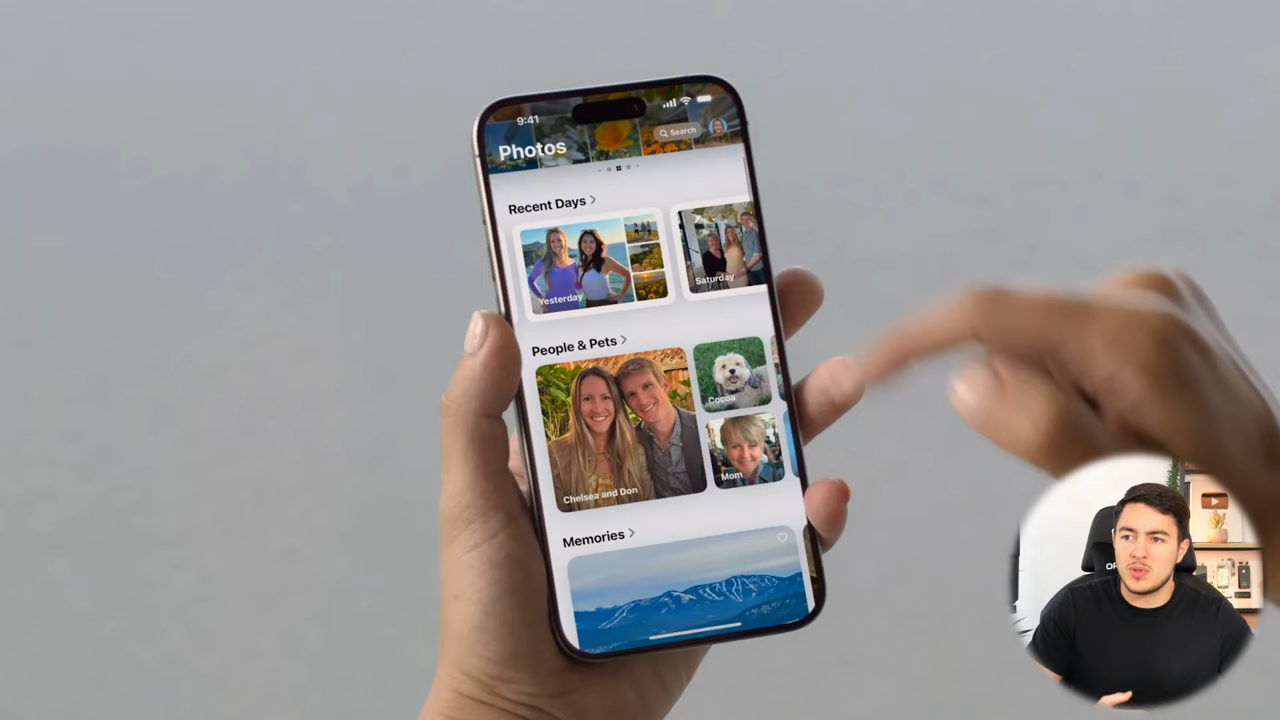 9:41
Search
Photos
Recent Days
Yesterday
Saturday
People & Pets
Cocoa
Chelsea and Don
Mom
Memories